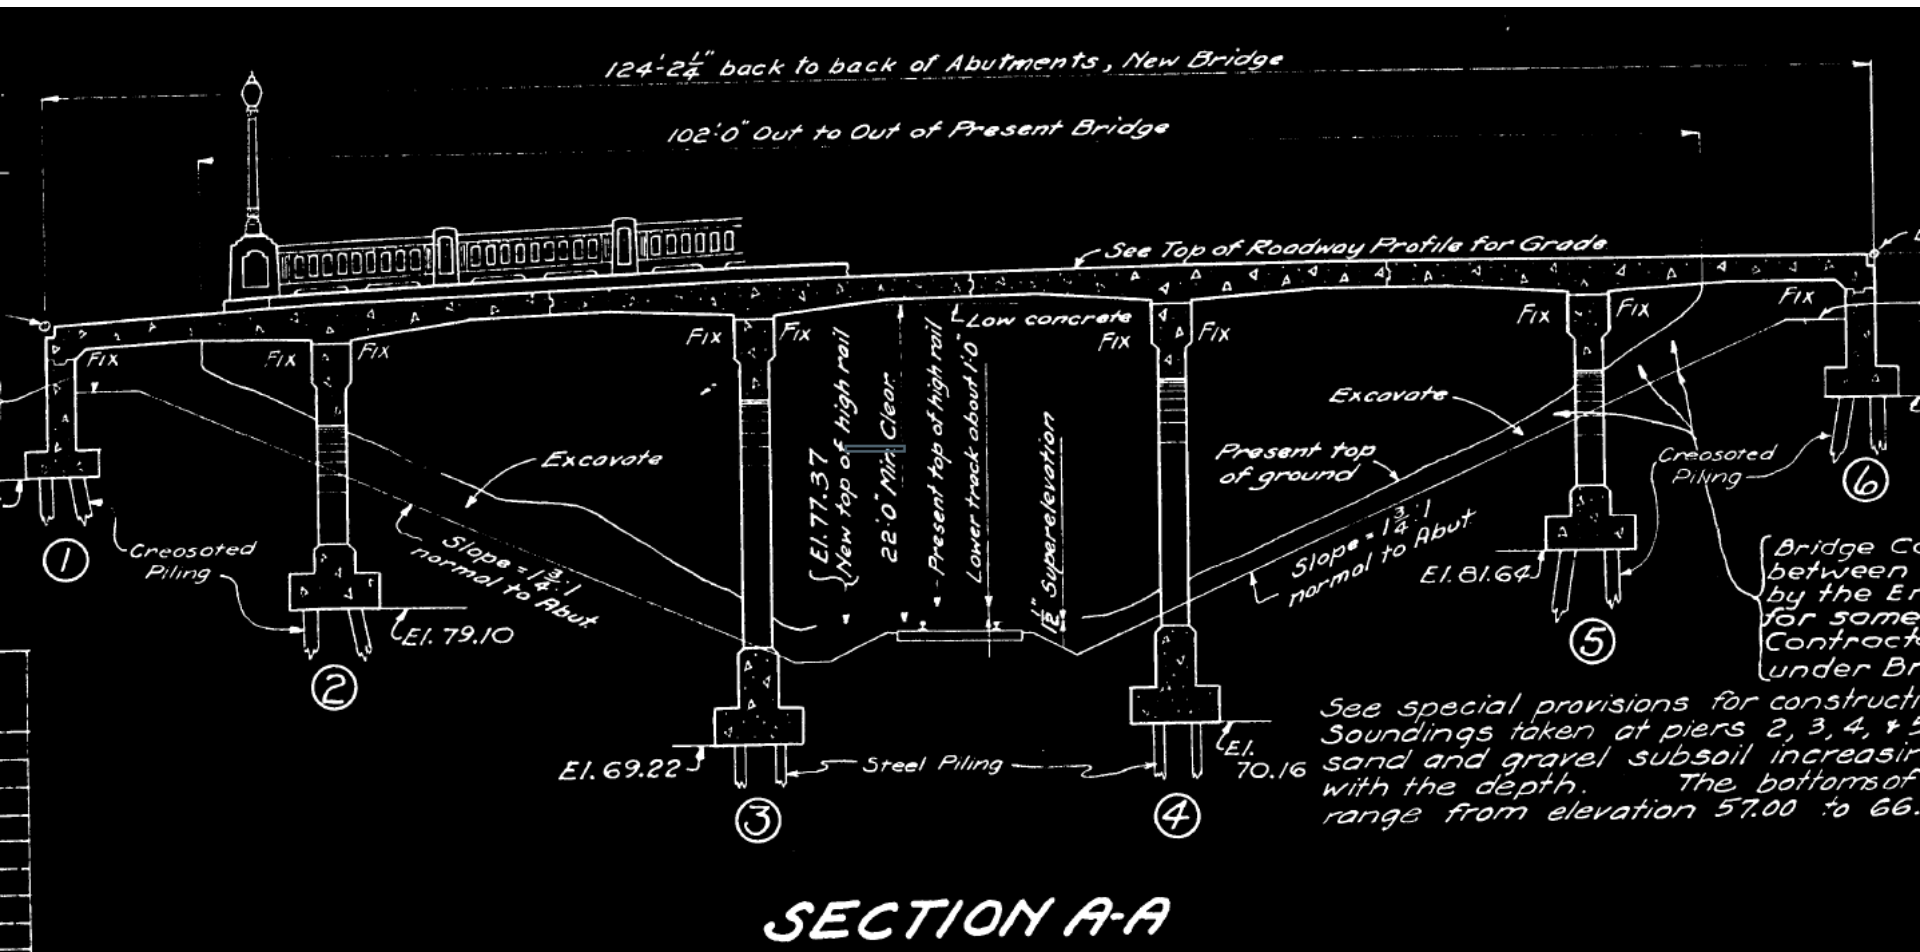 124'-2¼" back to back of Abutments, New Bridge
102'-0" Out to Out of Present Bridge
See Top of Roadway Profile for Grade
Low concrete
Fix
Fix
Fix
Fix
Fix
Fix
Fix
Fix
Fix
Fix
El. 77.37
New top of high rail
22'-0" Min. Clear.
Present top of high rail
Lower track about 1'-0"
1½" Superelevation
Excavate
Slope = 1¾:1
normal to Abut.
Excavate
Present top
of ground
Slope = 1¾:1
normal to Abut.
Creosoted
Piling
Creosoted
Piling
El. 79.10
El. 81.64
El. 69.22
Steel Piling
El.
70.16
1
2
3
4
5
6
Bridge Co
between
by the En
for some
Contract
under Br
See special provisions for constructi
Soundings taken at piers 2, 3, 4, & 5
sand and gravel subsoil increasin
with the depth. The bottoms of
range from elevation 57.00 to 66.
SECTION A-A